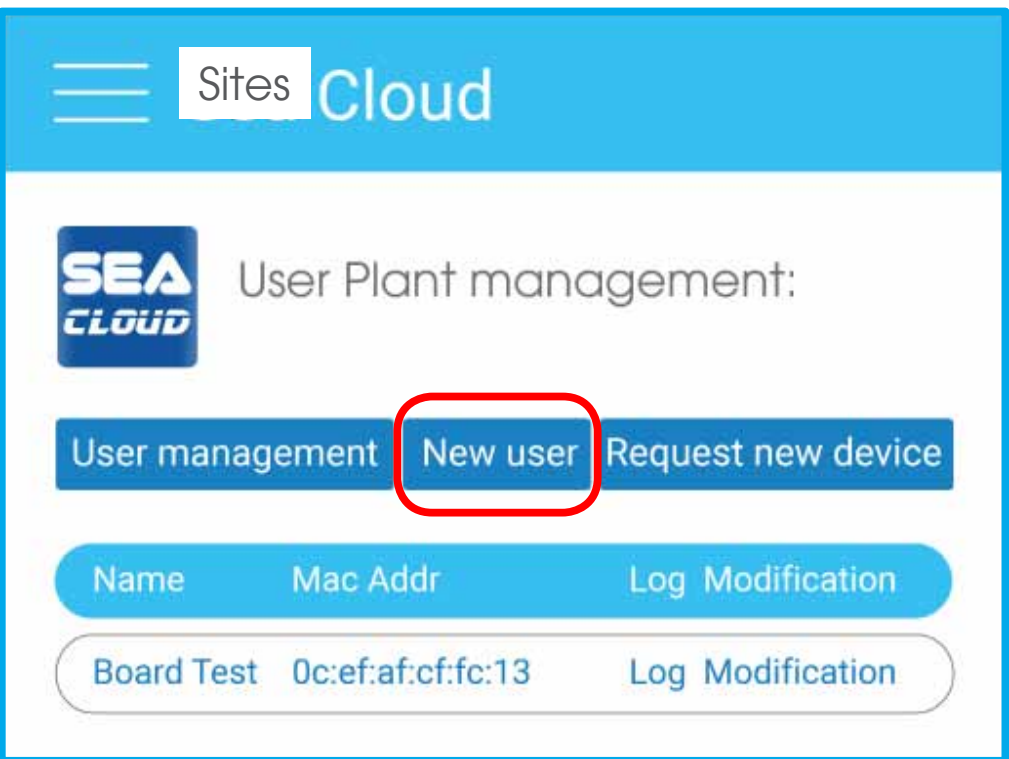 Sites Cloud
SEA
CLOUD
User Plant management:
User management New user Request new device
Name Mac Addr Log Modification
Board Test 0c:ef:af:cf:fc:13 Log Modification